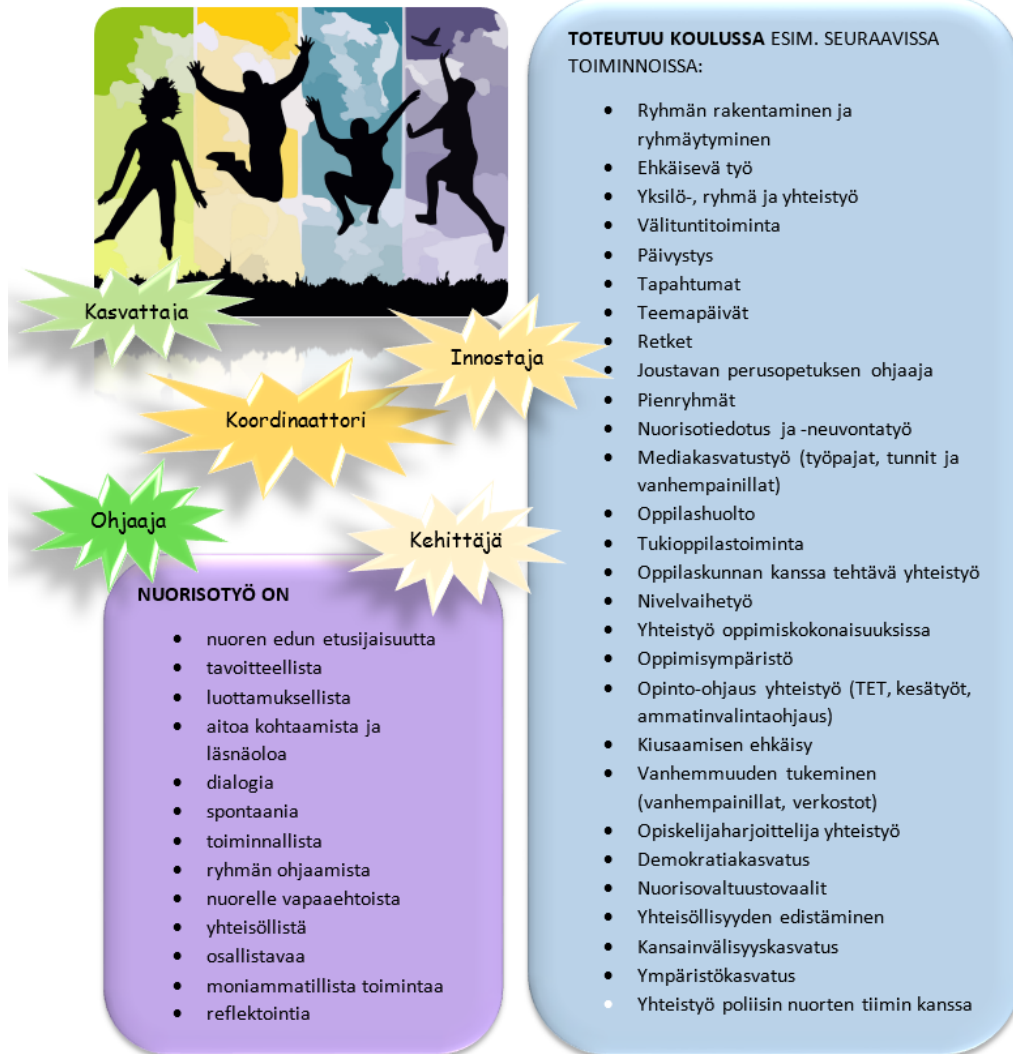 Kasvattaja
Innostaja
Koordinaattori
Ohjaaja
Kehittäjä
NUORISOTYÖ ON
• nuoren edun etusijaisuutta
• tavoitteellista
• luottamuksellista
• aitoa kohtaamista ja
läsnäoloa
• dialogia
• spontaania
• toiminnallista
• ryhmän ohjaamista
• nuorelle vapaaehtoista
• yhteisöllistä
• osallistavaa
• moniammatillista toimintaa
• reflektointia
TOTEUTUU KOULUSSA ESIM. SEURAAVISSA
TOIMINNOISSA:
• Ryhmän rakentaminen ja
ryhmäytyminen
• Ehkäisevä työ
• Yksilö-, ryhmä ja yhteistyö
• Välituntitoiminta
• Päivystys
• Tapahtumat
• Teemapäivät
• Retket
• Joustavan perusopetuksen ohjaaja
• Pienryhmät
• Nuorisotiedotus ja -neuvontatyö
• Mediakasvatustyö (työpajat, tunnit ja
vanhempainillat)
• Oppilashuolto
• Tukioppilastoiminta
• Oppilaskunnan kanssa tehtävä yhteistyö
• Nivelvaihetyö
• Yhteistyö oppimiskokonaisuuksissa
• Oppimisympäristö
• Opinto-ohjaus yhteistyö (TET, kesätyöt,
ammatinvalintaohjaus)
• Kiusaamisen ehkäisy
• Vanhemmuuden tukeminen
(vanhempainillat, verkostot)
• Opiskelijaharjoittelija yhteistyö
• Demokratiakasvatus
• Nuorisovaltuustovaalit
• Yhteisöllisyyden edistäminen
• Kansainvälisyyskasvatus
• Ympäristökasvatus
• Yhteistyö poliisin nuorten tiimin kanssa